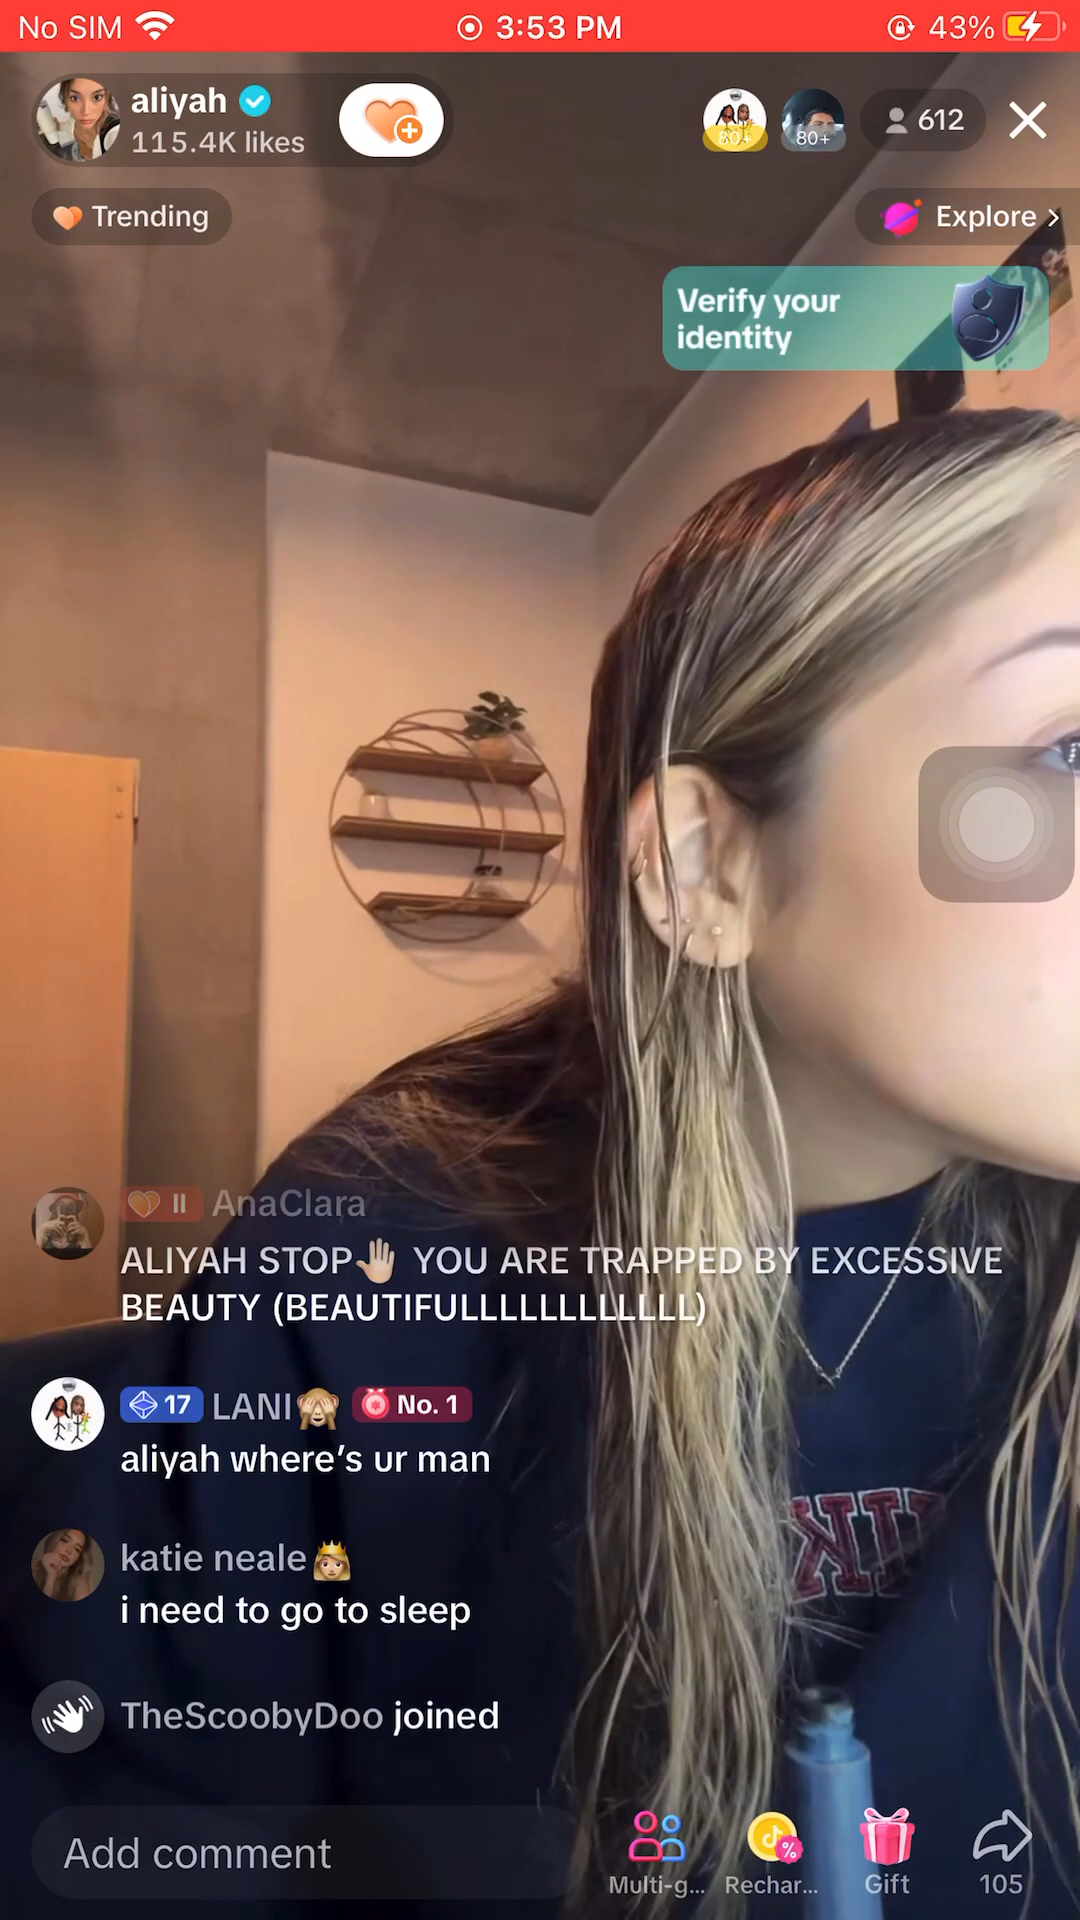 No SIM 3:53 PM 43%
aliyah
115.4K likes
80+ 80+ 612
Trending
Explore >
Verify your
identity
AnaClara
ALIYAH STOP🤚🏻 YOU ARE TRAPPED BY EXCESSIVE
BEAUTY (BEAUTIFULLLLLLLLLLLL)
17 LANI🙈 No. 1
aliyah where's ur man
katie neale👸🏼
i need to go to sleep
TheScoobyDoo joined
Add comment
Multi-g... Rechar... Gift 105